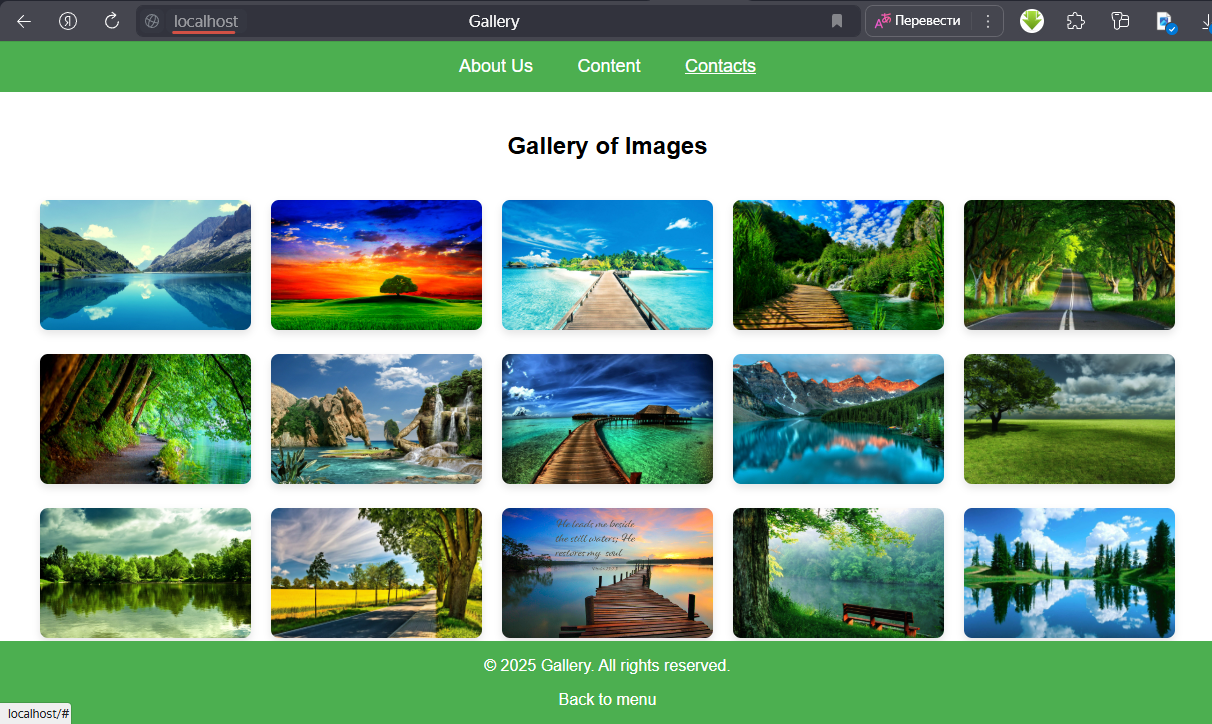 localhost
Gallery
Перевести
About Us
Content
Contacts
Gallery of Images
He leads me beside
the still waters; He
restores my soul
© 2025 Gallery. All rights reserved.
Back to menu
localhost/#